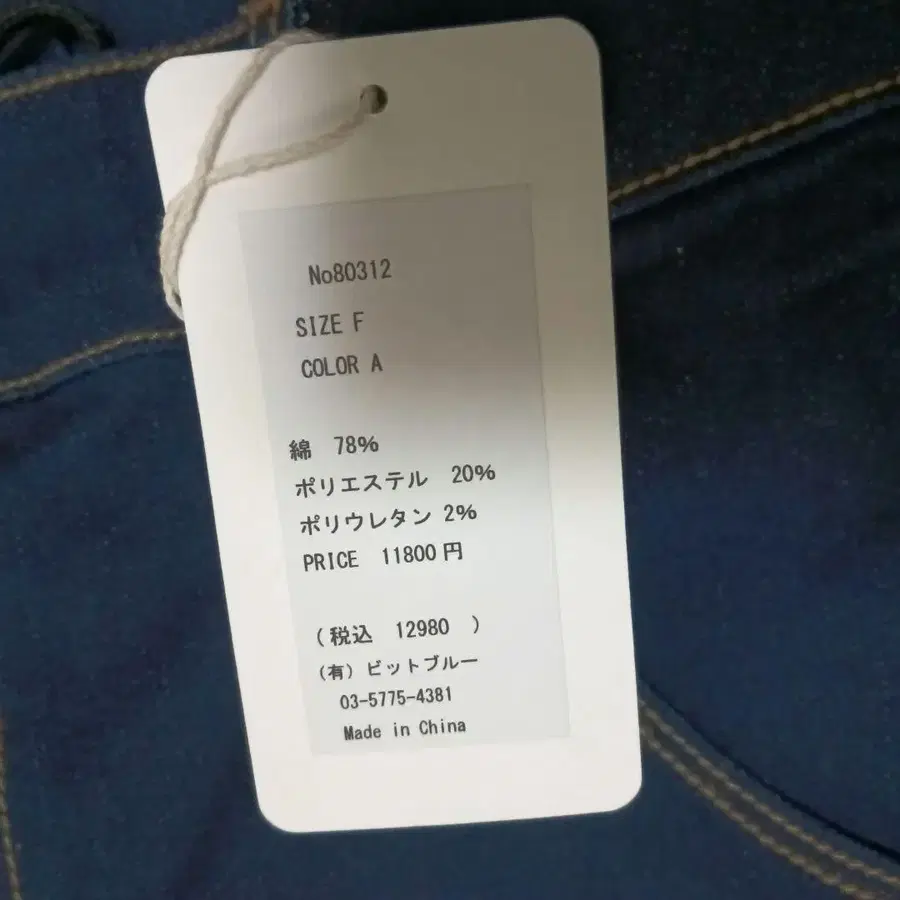 No80312
SIZE F
COLOR A
綿 78%
ポリエステル 20%
ポリウレタン 2%
PRICE 11800円
(税込 12980 )
(有)ビットブルー
03-5775-4381
Made in China